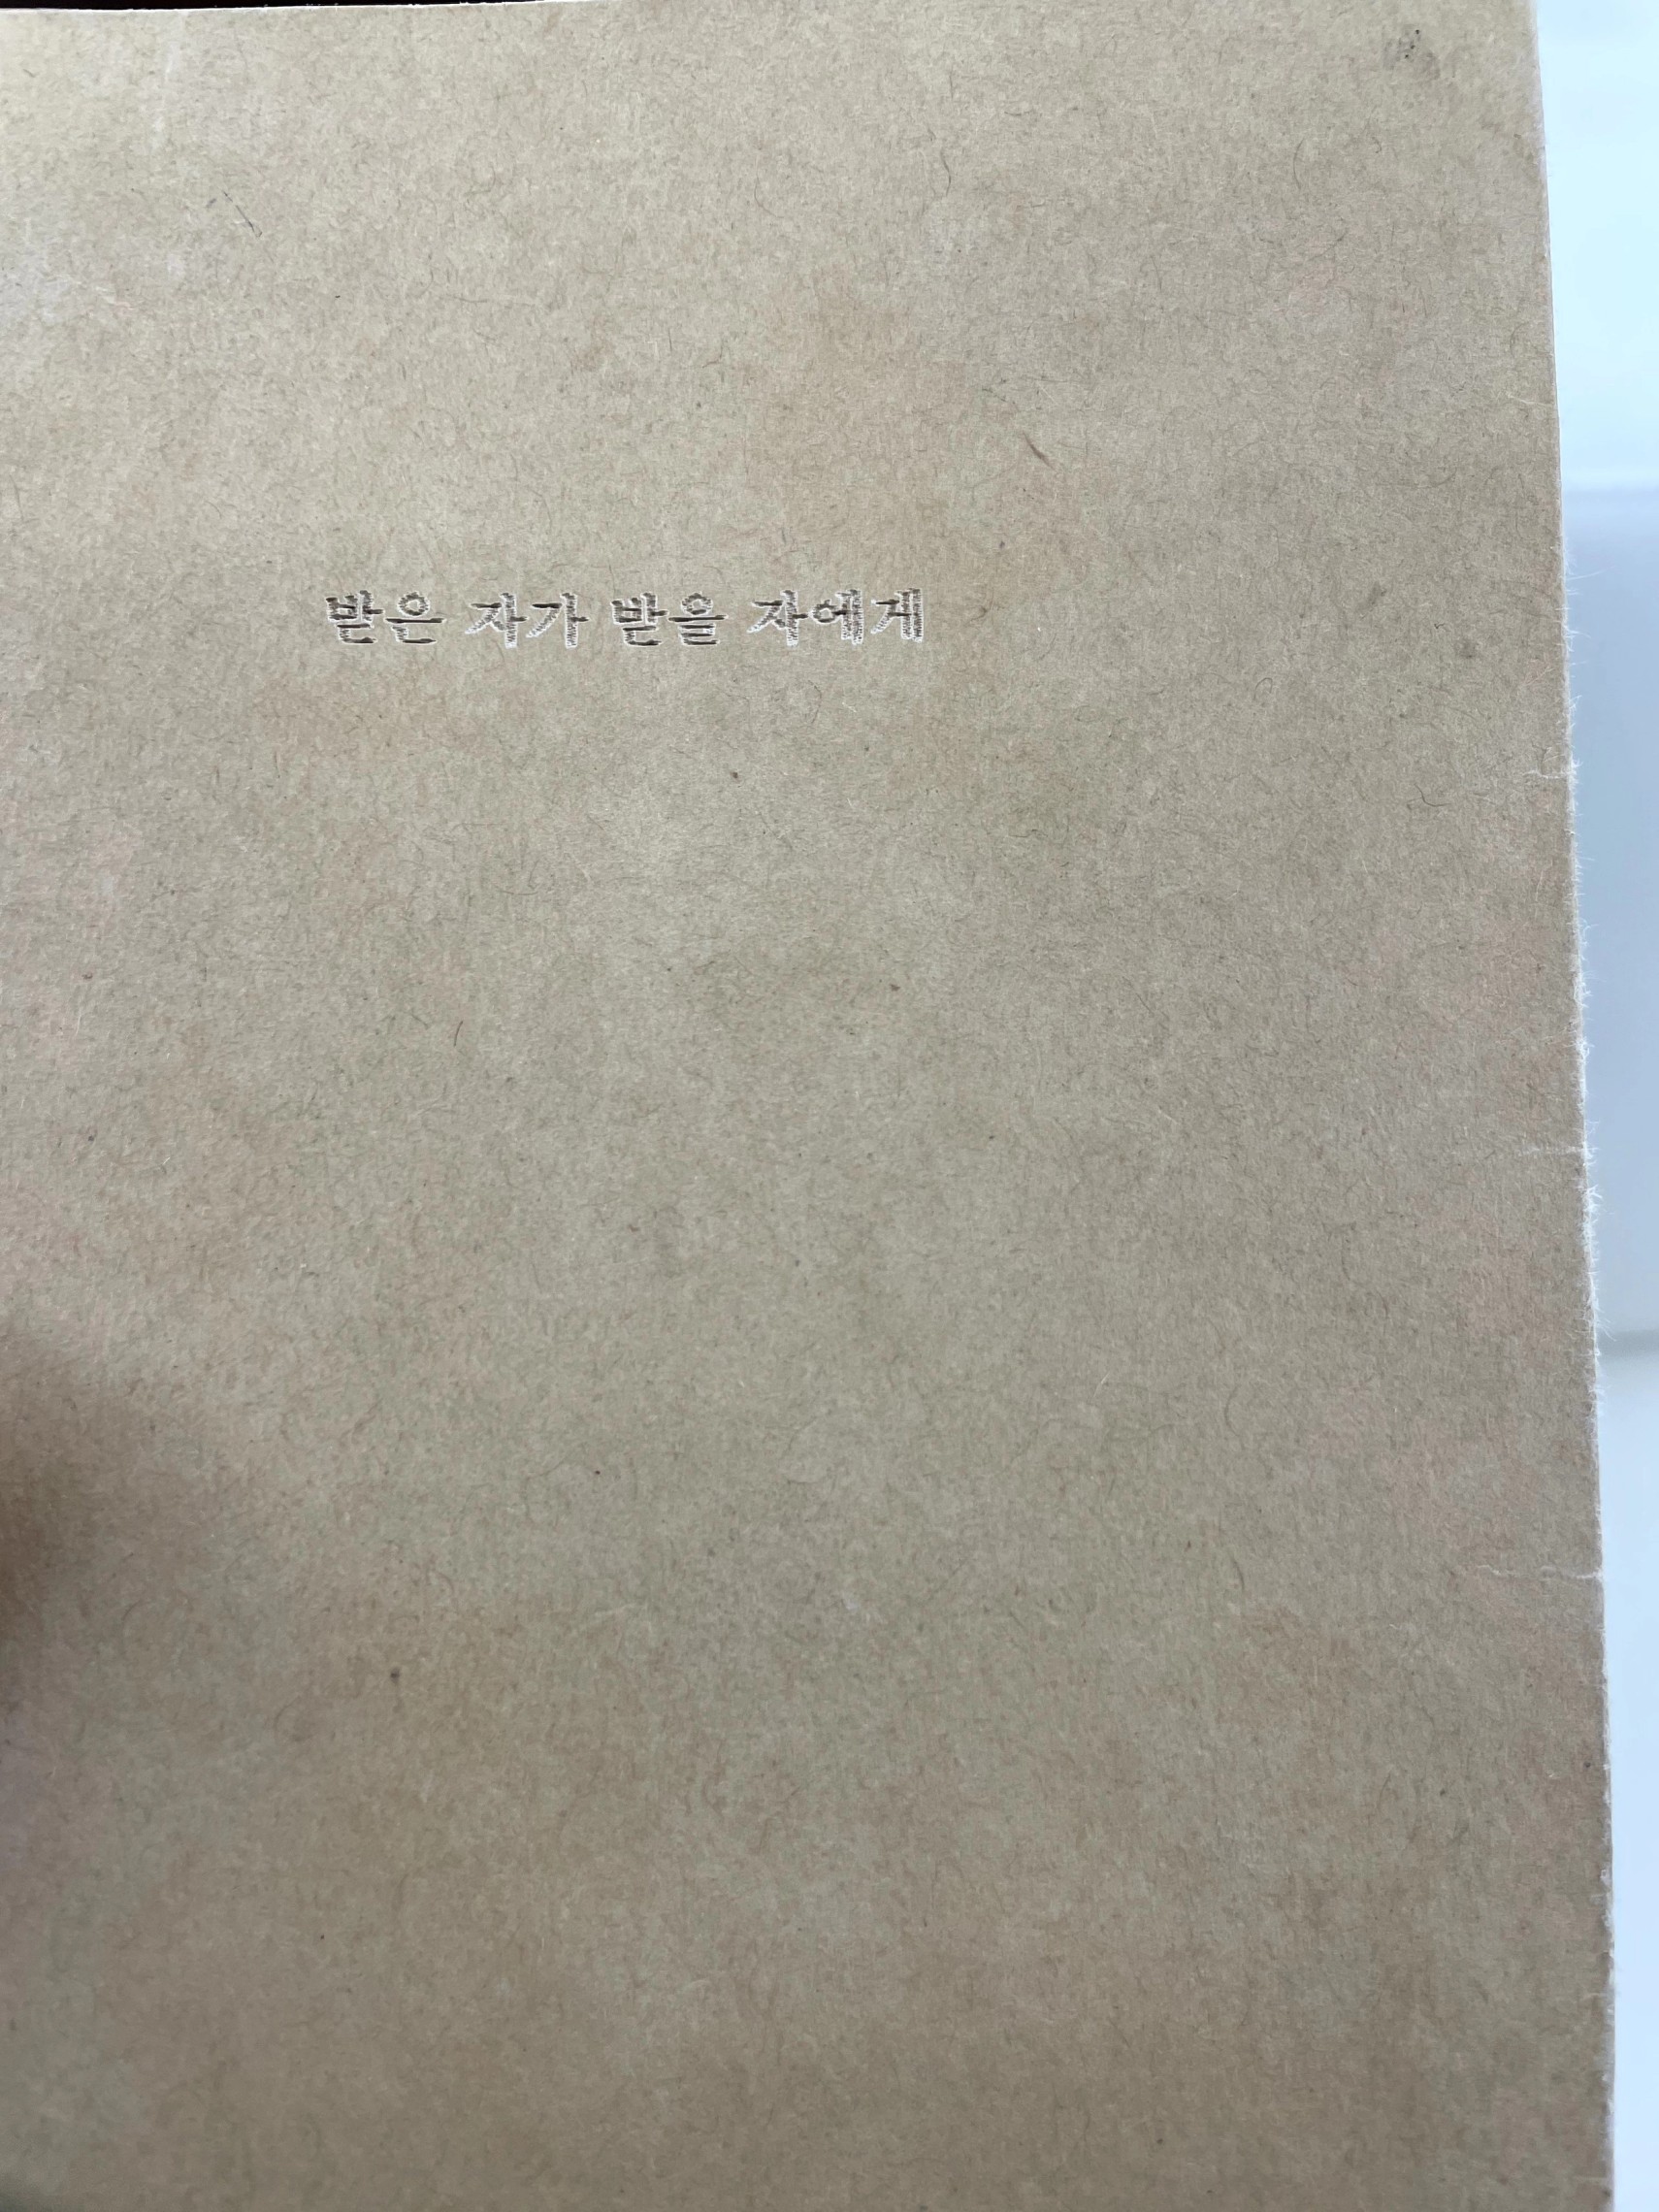 받은 자가 받을 자에게